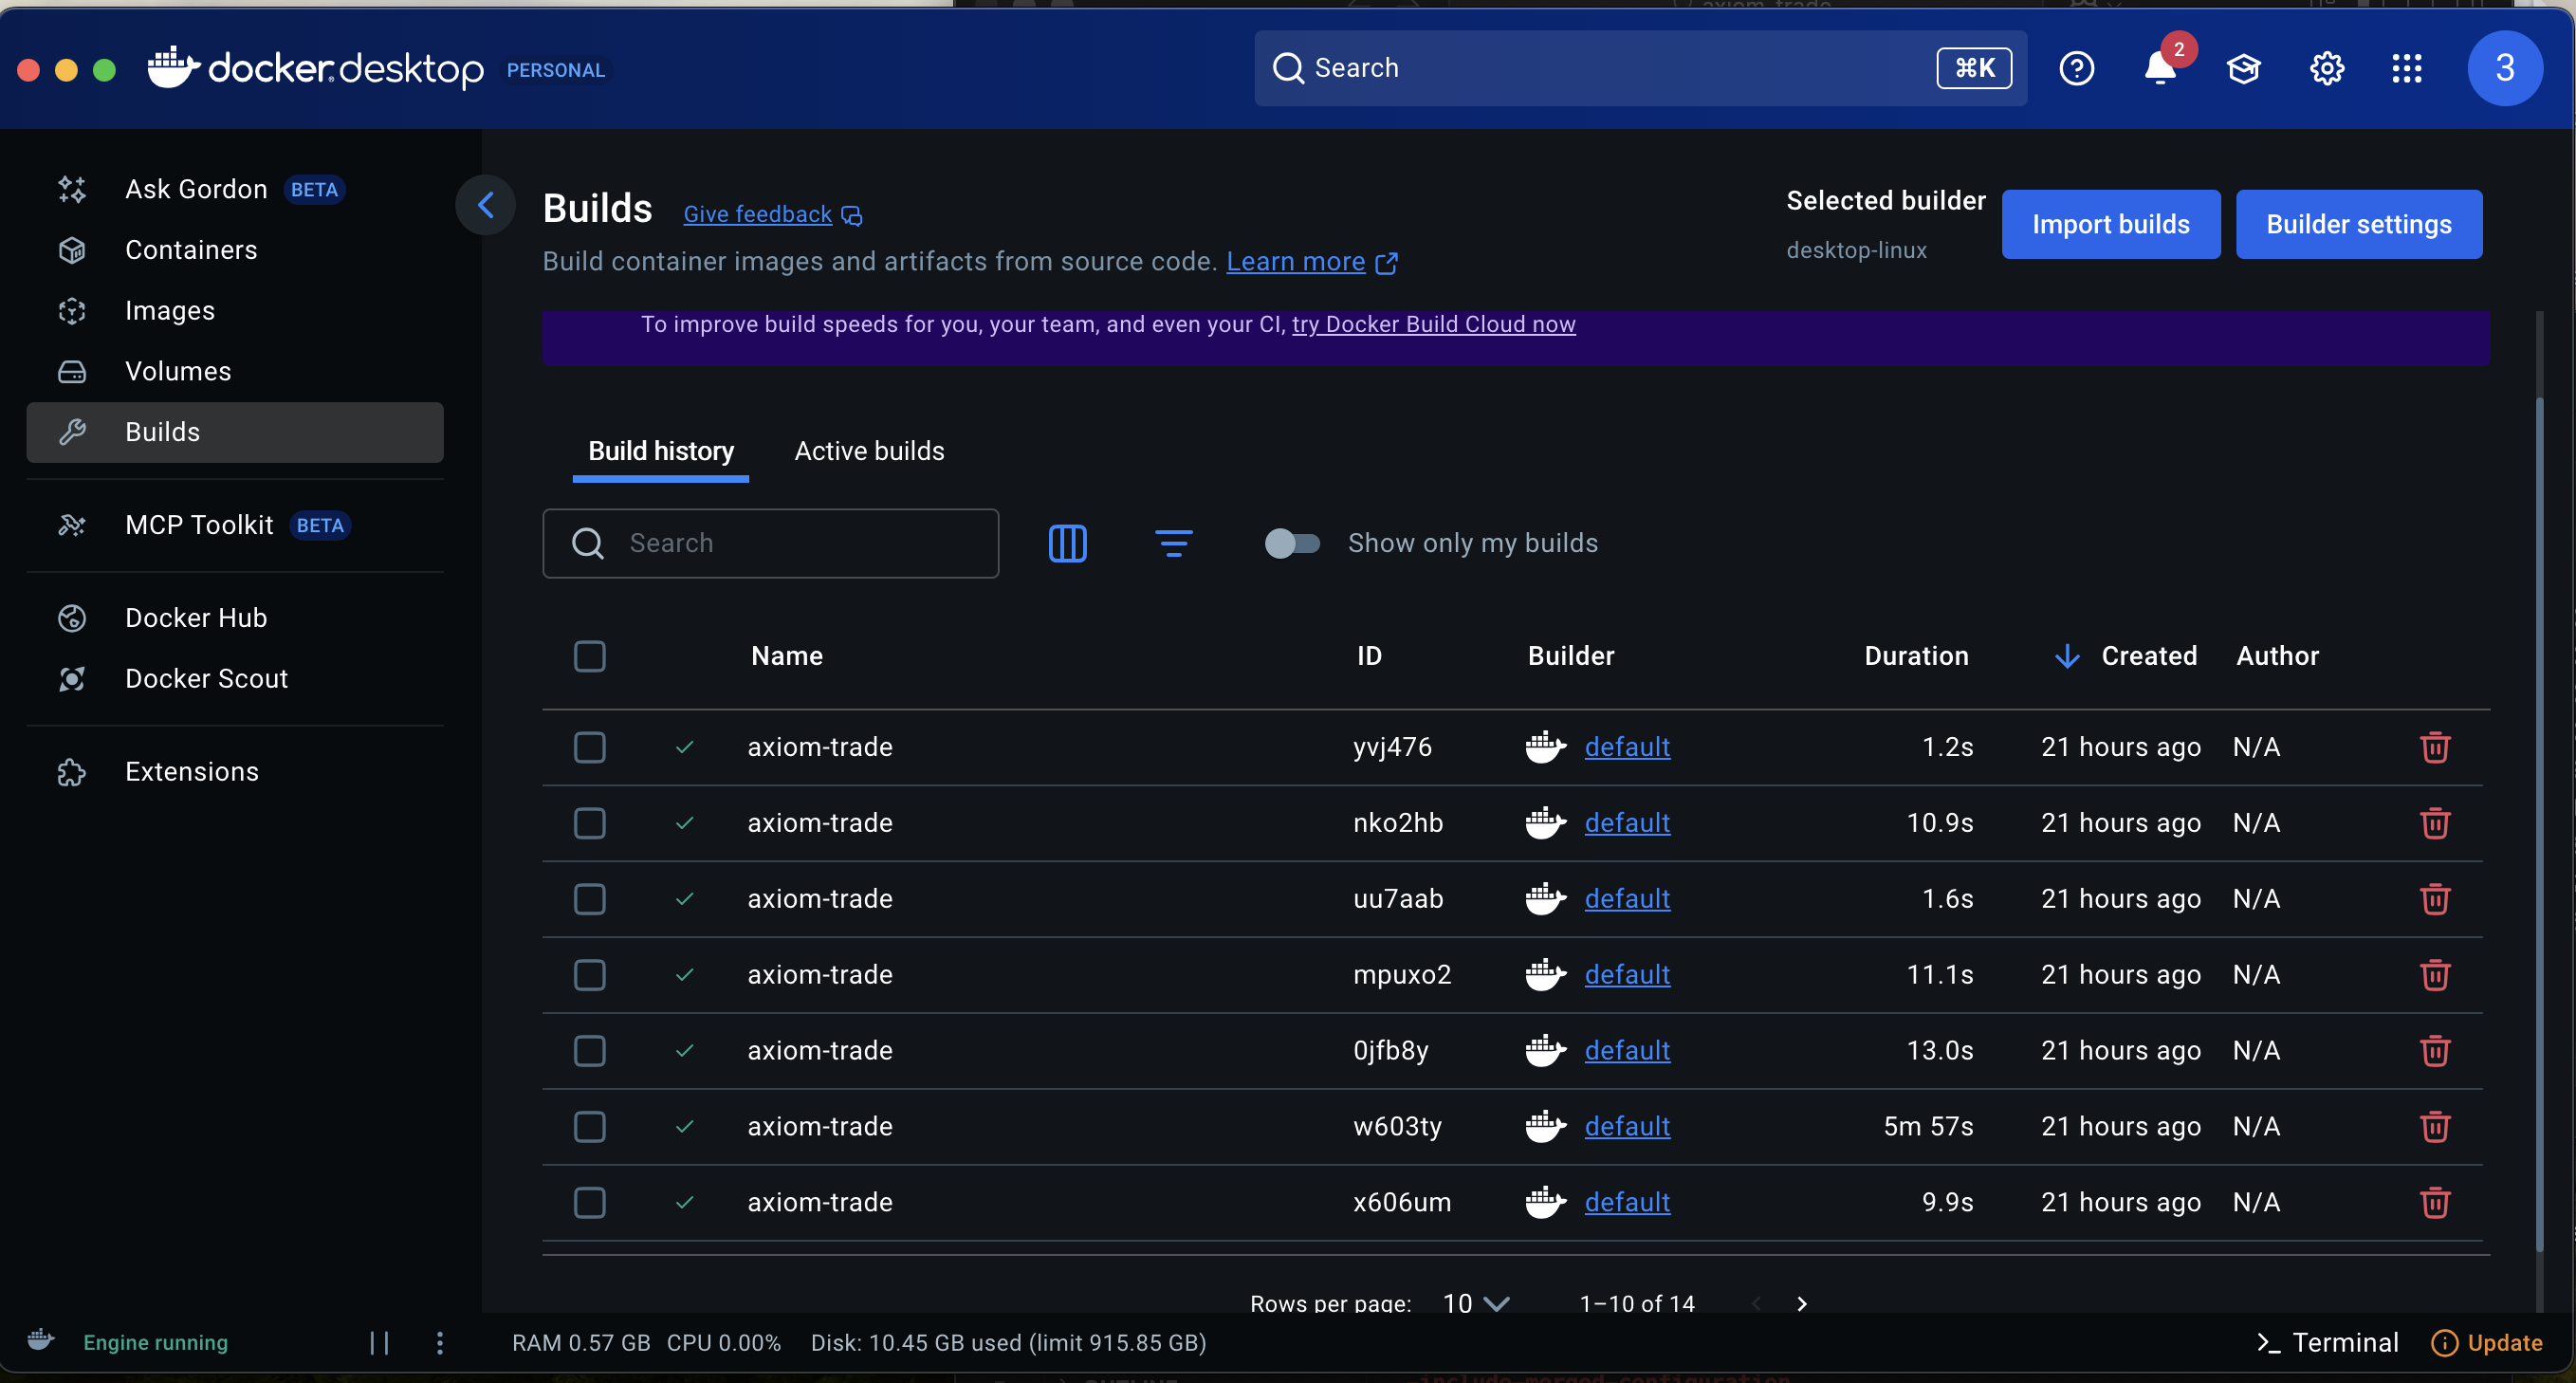 axiom_trade
docker desktop PERSONAL
Search ⌘K
2
3
Ask Gordon BETA
Containers
Images
Volumes
Builds
MCP Toolkit BETA
Docker Hub
Docker Scout
Extensions
Builds Give feedback
Build container images and artifacts from source code. Learn more
Selected builder
desktop-linux
Import builds
Builder settings
To improve build speeds for you, your team, and even your CI, try Docker Build Cloud now
Build history Active builds
Search Show only my builds
Name ID Builder Duration Created Author
axiom-trade yvj476 default 1.2s 21 hours ago N/A
axiom-trade nko2hb default 10.9s 21 hours ago N/A
axiom-trade uu7aab default 1.6s 21 hours ago N/A
axiom-trade mpuxo2 default 11.1s 21 hours ago N/A
axiom-trade 0jfb8y default 13.0s 21 hours ago N/A
axiom-trade w603ty default 5m 57s 21 hours ago N/A
axiom-trade x606um default 9.9s 21 hours ago N/A
Rows per page: 10 1–10 of 14
Engine running
RAM 0.57 GB CPU 0.00% Disk: 10.45 GB used (limit 915.85 GB)
Terminal Update
OUTLINE
-include-merged-configuration